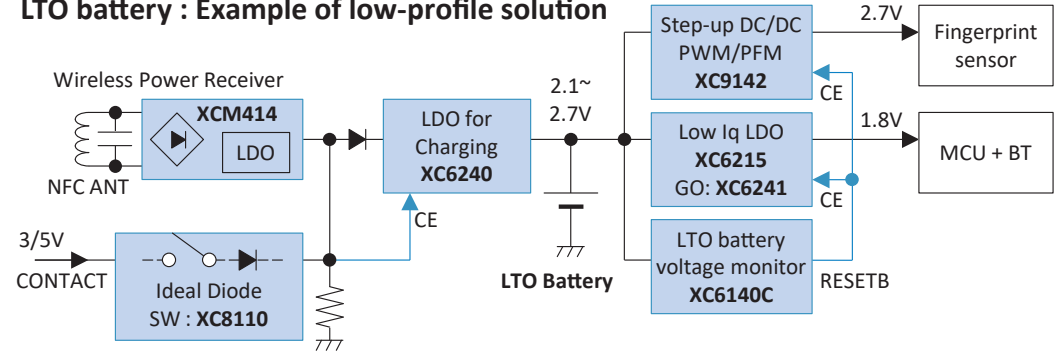 LTO battery : Example of low-profile solution
Wireless Power Receiver
XCM414
LDO
NFC ANT
3/5V
CONTACT
Ideal Diode
SW : XC8110
LDO for
Charging
XC6240
CE
2.1~
2.7V
LTO Battery
Step-up DC/DC
PWM/PFM
XC9142
CE
2.7V
Fingerprint
sensor
Low Iq LDO
XC6215
GO: XC6241
CE
1.8V
MCU + BT
LTO battery
voltage monitor
XC6140C
RESETB